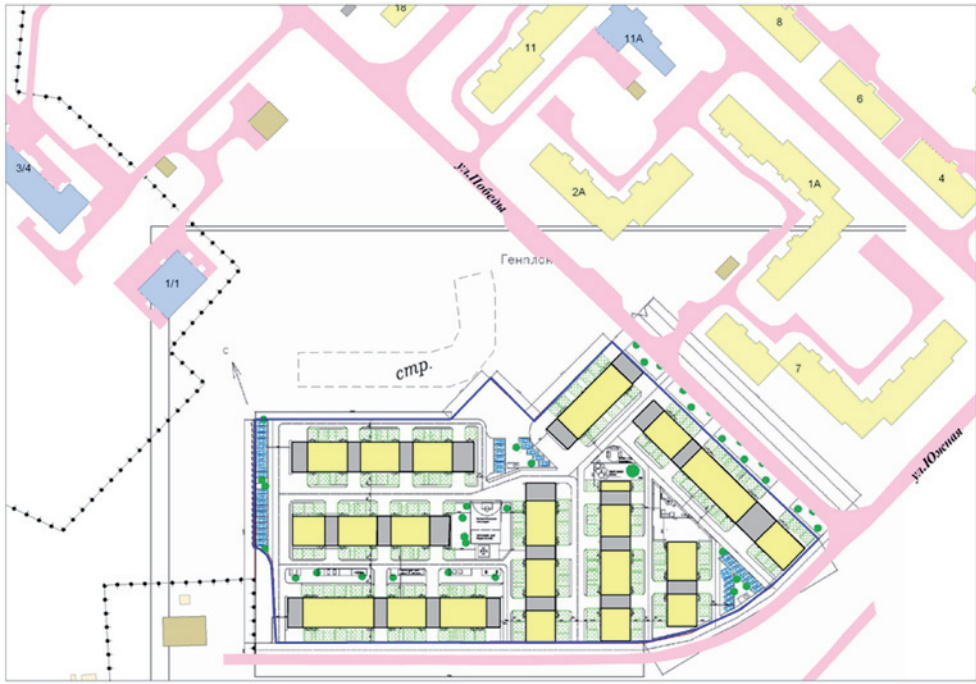 18
8
11
11А
6
3/4
4
2А
1А
ул.Победы
Генплан
1/1
7
с
стр.
ул.Южная